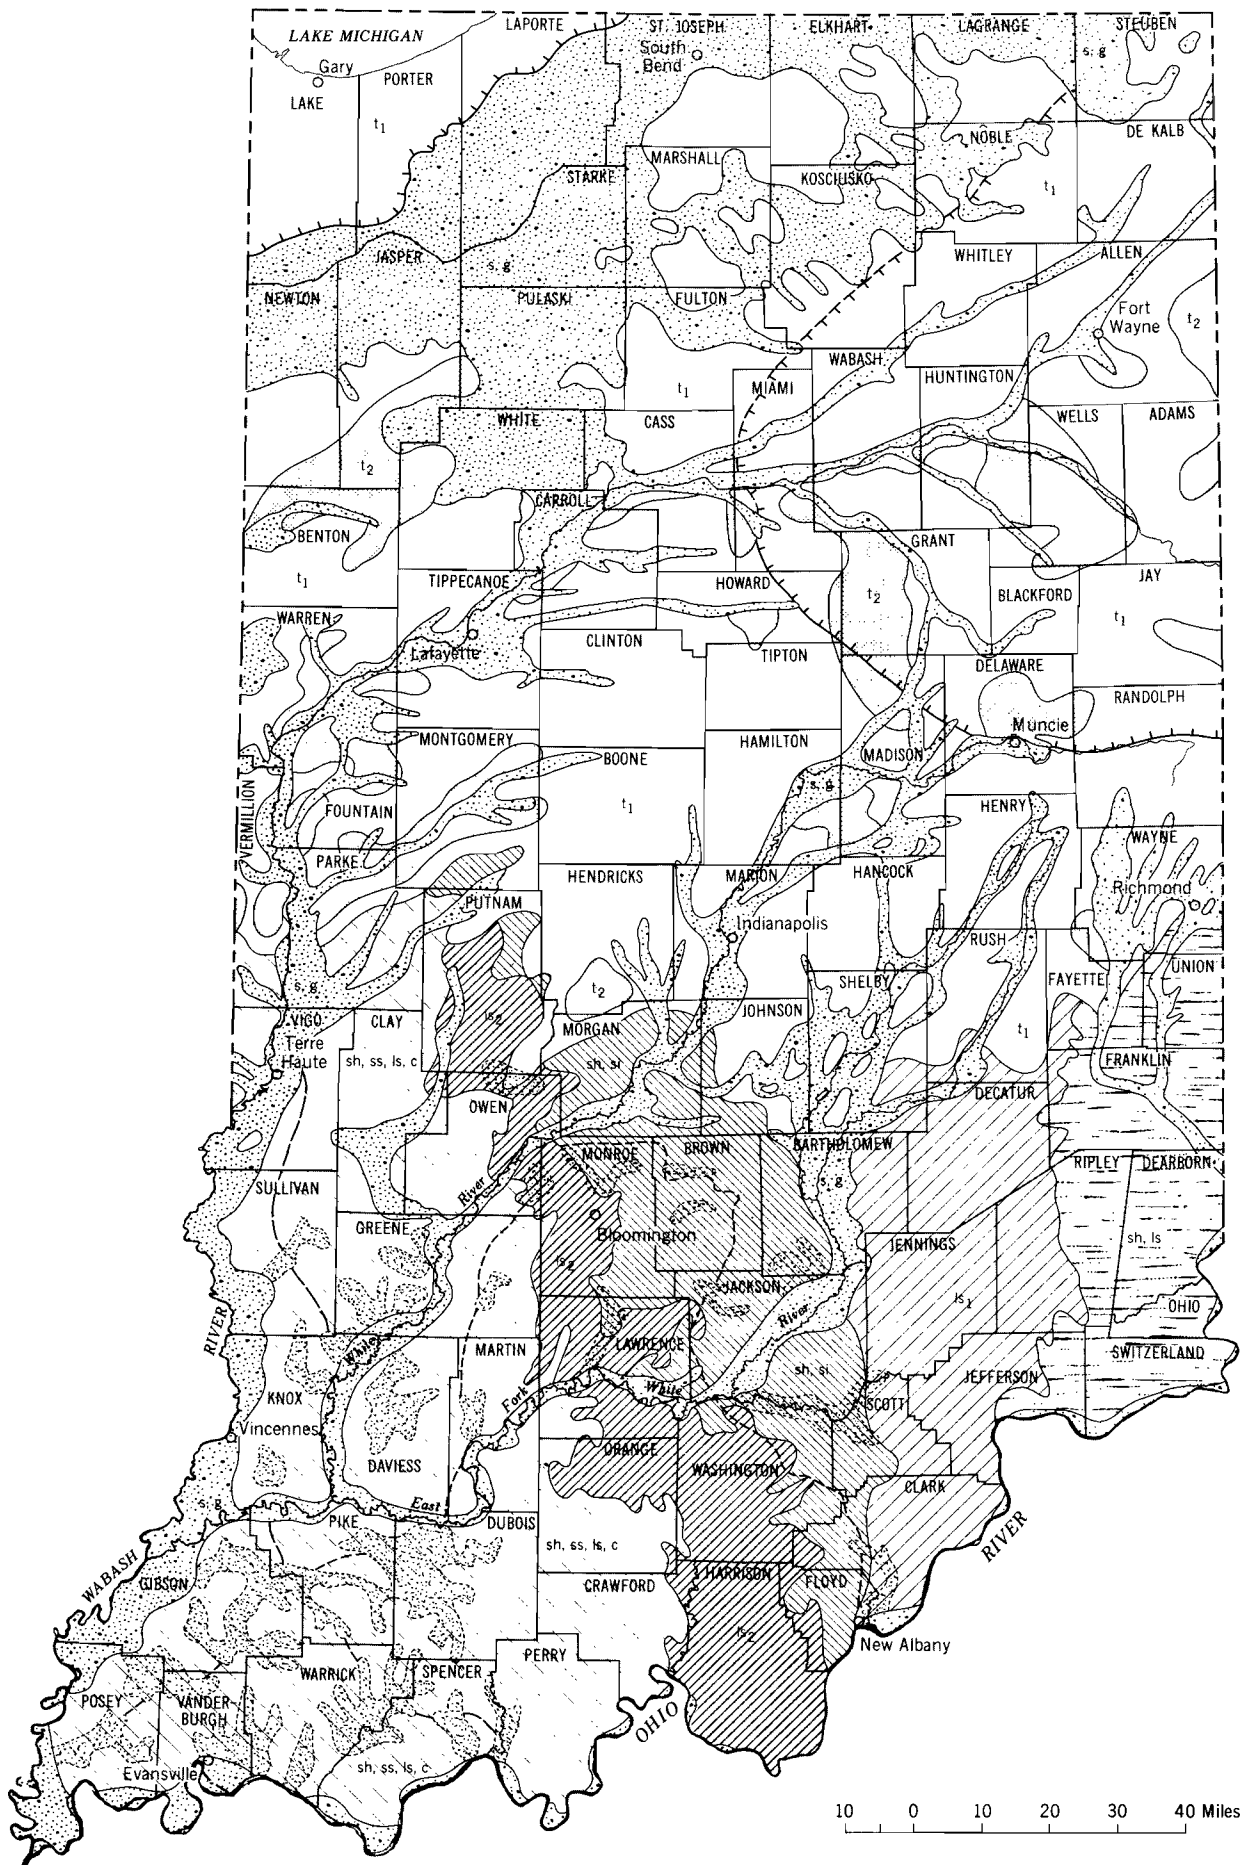 LAPORTE
ST. JOSEPH
ELKHART
LAGRANGE
STEUBEN
LAKE MICHIGAN
South
Bend
s, g
Gary
PORTER
LAKE
t1
NOBLE
DE KALB
MARSHALL
STARKE
KOSCIUSKO
t1
JASPER
WHITLEY
ALLEN
s, g
NEWTON
PULASKI
FULTON
Fort
Wayne
t2
WABASH
t1
MIAMI
HUNTINGTON
WHITE
CASS
WELLS
ADAMS
t2
CARROLL
BENTON
GRANT
t1
TIPPECANOE
HOWARD
JAY
t2
BLACKFORD
WARREN
t1
CLINTON
Lafayette
TIPTON
DELAWARE
RANDOLPH
Muncie
MONTGOMERY
HAMILTON
BOONE
MADISON
s, g
VERMILLION
FOUNTAIN
t1
HENRY
WAYNE
PARKE
HENDRICKS
MARION
HANCOCK
Richmond
PUTNAM
Indianapolis
RUSH
UNION
s, g
t2
SHELBY
FAYETTE
VIGO
CLAY
ls2
JOHNSON
MORGAN
t1
Terre
Haute
sh, ss, ls, c
sh, si
FRANKLIN
DECATUR
OWEN
MONROE
BROWN
BARTHOLOMEW
RIPLEY
DEARBORN
SULLIVAN
River
s, g
GREENE
Bloomington
sh, ls
JENNINGS
ls2
JACKSON
RIVER
River
ls1
OHIO
White
MARTIN
LAWRENCE
SWITZERLAND
sh, si
JEFFERSON
KNOX
Fork
White
SCOTT
Vincennes
ORANGE
DAVIESS
WASHINGTON
CLARK
s, g
East
PIKE
DUBOIS
RIVER
sh, ss, ls, c
WABASH
GIBSON
CRAWFORD
HARRISON
FLOYD
ls2
New Albany
PERRY
WARRICK
SPENCER
POSEY
VANDER-
BURGH
OHIO
Evansville
sh, ss, ls, c
10 0 10 20 30 40 Miles